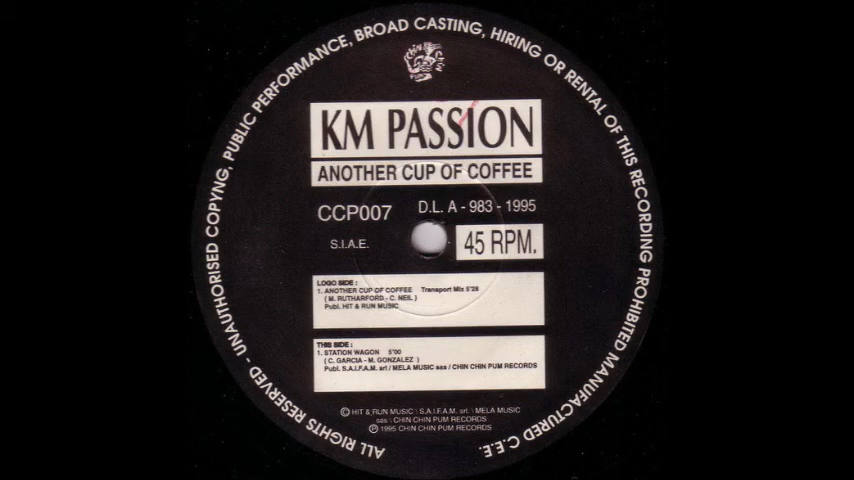 ALL RIGHTS RESERVED - UNAUTHORISED COPYNG, PUBLIC PERFORMANCE, BROAD CASTING, HIRING OR RENTAL OF THIS RECORDING PROHIBITED MANUFACTURED C.E.E.
KM PASSION
ANOTHER CUP OF COFFEE
CCP007 D.L. A - 983 - 1995
S.I.A.E. 45 RPM.
LOGO SIDE :
1. ANOTHER CUP OF COFFEE Transport Mix 5'28
( M. RUTHARFORD - C. NEIL )
Publ. HIT & RUN MUSIC
THIS SIDE :
1. STATION WAGON 5'00
( C. GARCIA - M. GONZALEZ )
Publ. S.A.I.F.A.M. srl / MELA MUSIC sas / CHIN CHIN PUM RECORDS
© HIT & RUN MUSIC \ S.A.I.F.A.M. srl. \ MELA MUSIC
sas \ CHIN CHIN PUM RECORDS
℗ 1995 CHIN CHIN PUM RECORDS